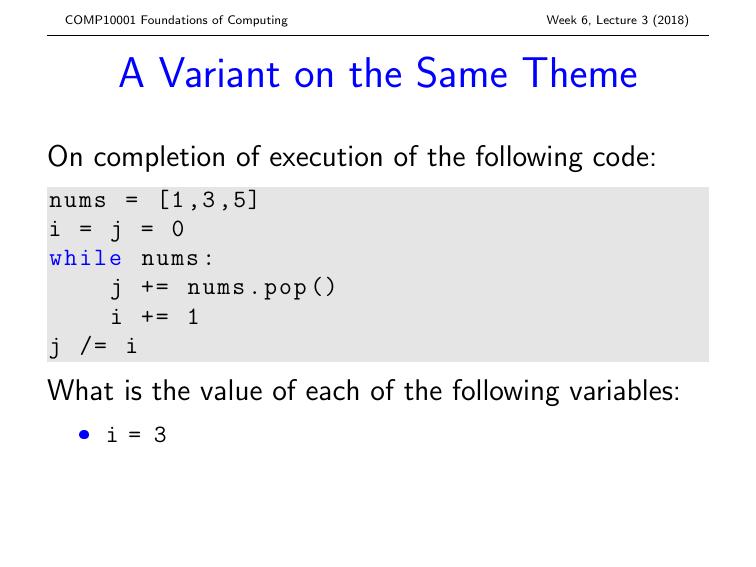 COMP10001 Foundations of Computing Week 6, Lecture 3 (2018)
A Variant on the Same Theme
On completion of execution of the following code:
nums = [1,3,5]
i = j = 0
while nums:
    j += nums.pop()
    i += 1
j /= i
What is the value of each of the following variables:
• i = 3